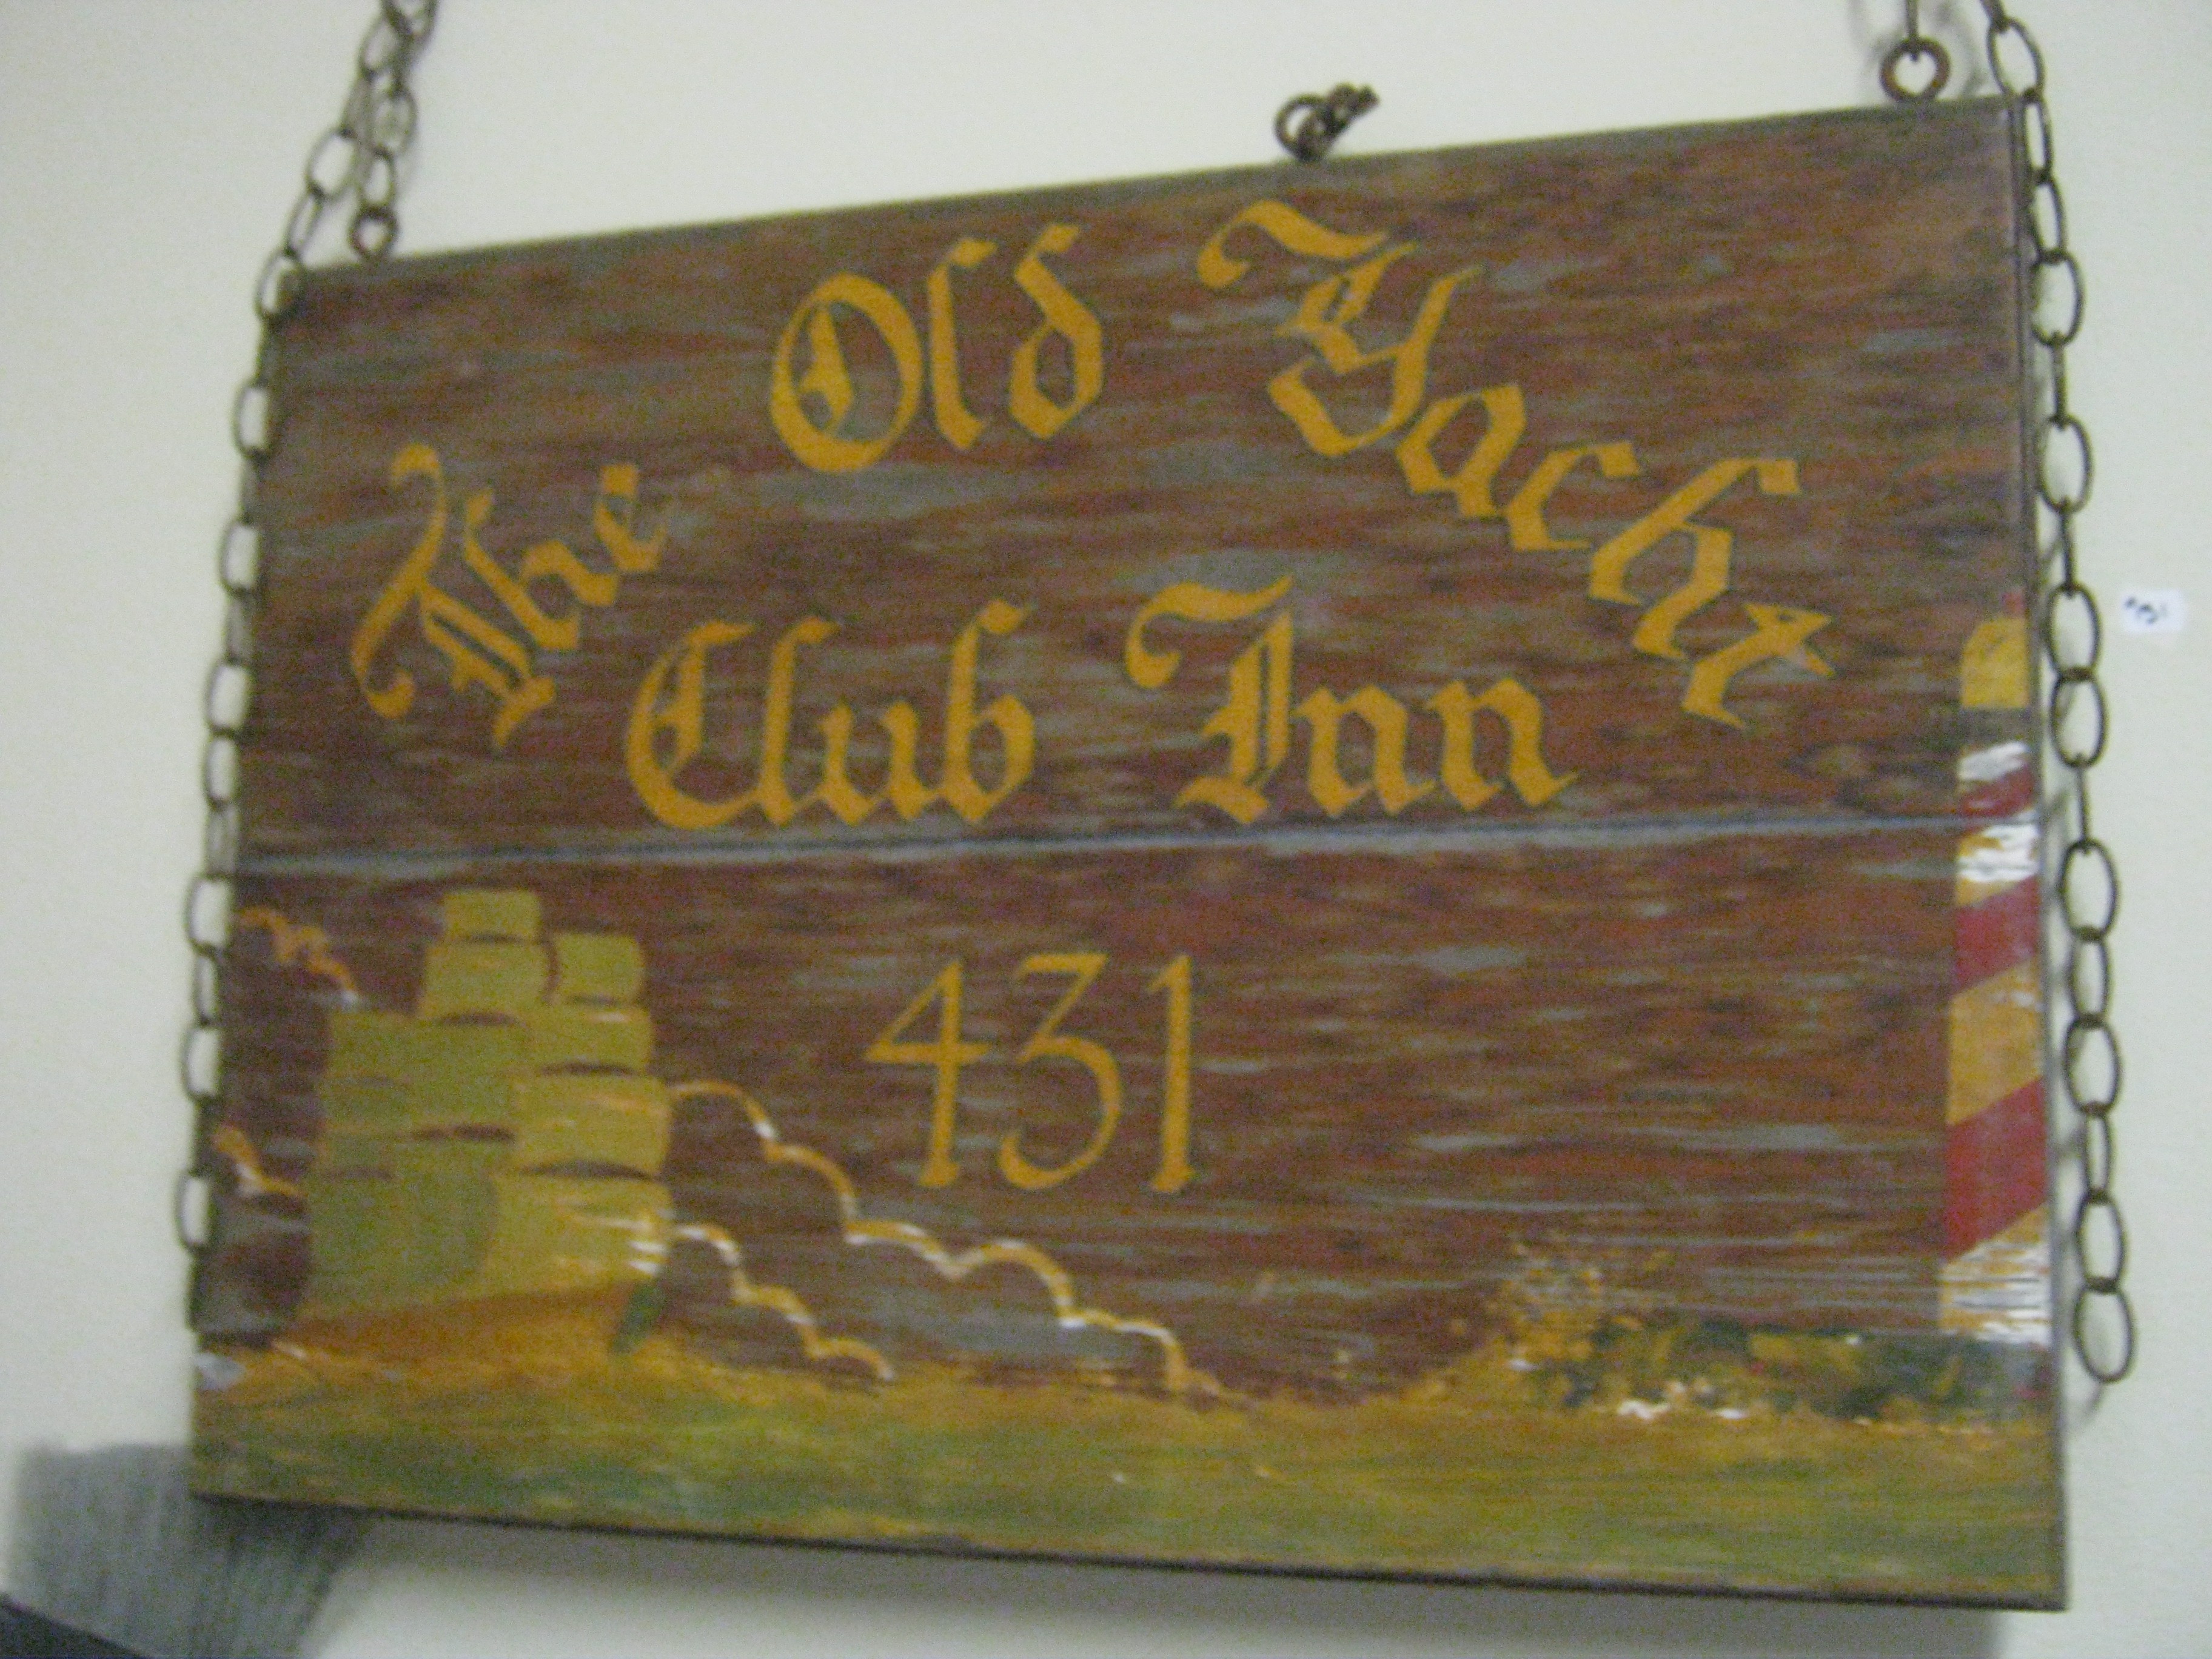 The Old Yacht
Club Inn
431